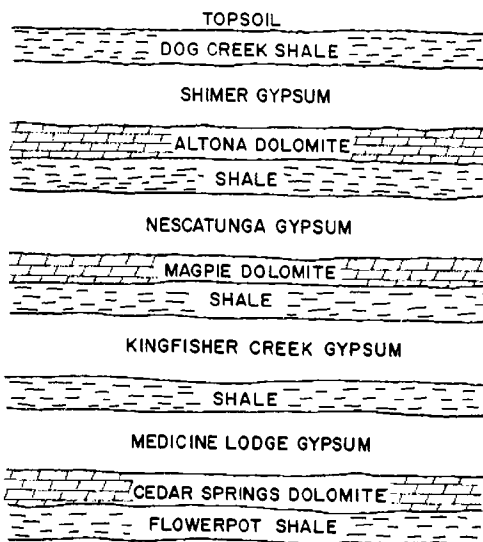 TOPSOIL
DOG CREEK SHALE
SHIMER GYPSUM
ALTONA DOLOMITE
SHALE
NESCATUNGA GYPSUM
MAGPIE DOLOMITE
SHALE
KINGFISHER CREEK GYPSUM
SHALE
MEDICINE LODGE GYPSUM
CEDAR SPRINGS DOLOMITE
FLOWERPOT SHALE